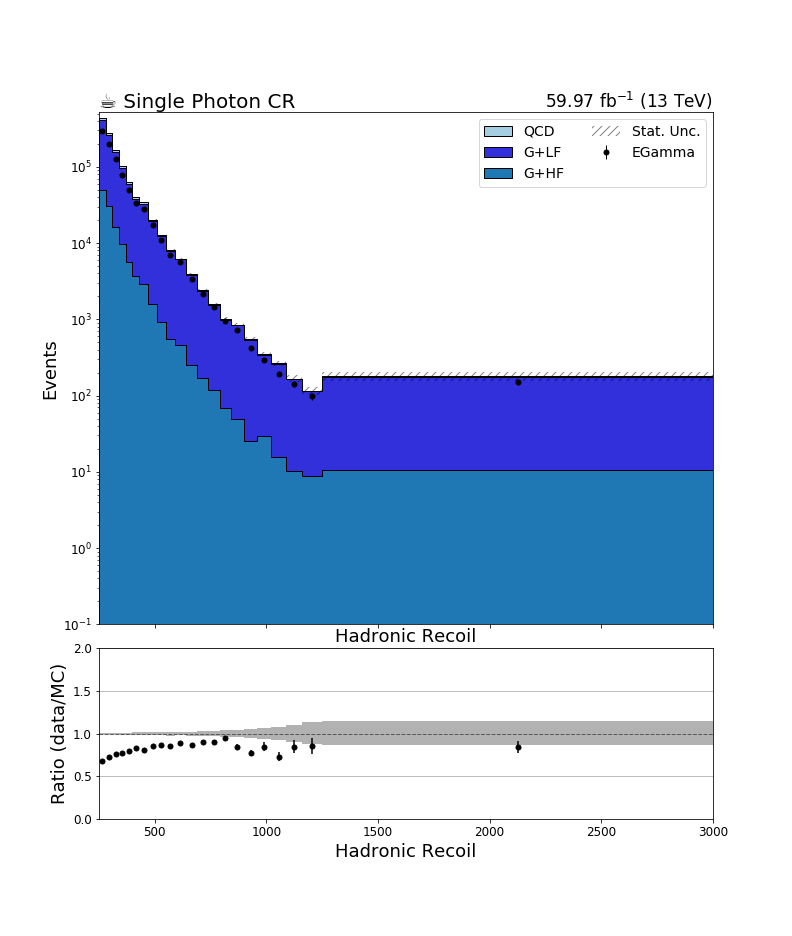 ☕ Single Photon CR 59.97 fb⁻¹ (13 TeV)
QCD Stat. Unc.
G+LF EGamma
G+HF
Events
10⁵
10⁴
10³
10²
10¹
10⁰
10⁻¹
Hadronic Recoil
Ratio (data/MC)
2.0
1.5
1.0
0.5
0.0
500 1000 1500 2000 2500 3000
Hadronic Recoil